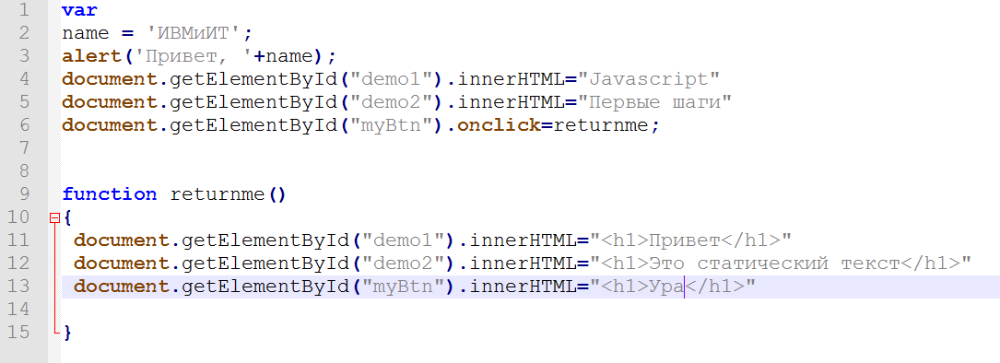 1 var
2 name = 'ИВМиИТ';
3 alert('Привет, '+name);
4 document.getElementById("demo1").innerHTML="Javascript"
5 document.getElementById("demo2").innerHTML="Первые шаги"
6 document.getElementById("myBtn").onclick=returnme;
7
8
9 function returnme()
10 {
11 document.getElementById("demo1").innerHTML="<h1>Привет</h1>"
12 document.getElementById("demo2").innerHTML="<h1>Это статический текст</h1>"
13 document.getElementById("myBtn").innerHTML="<h1>Ура</h1>"
14
15 }